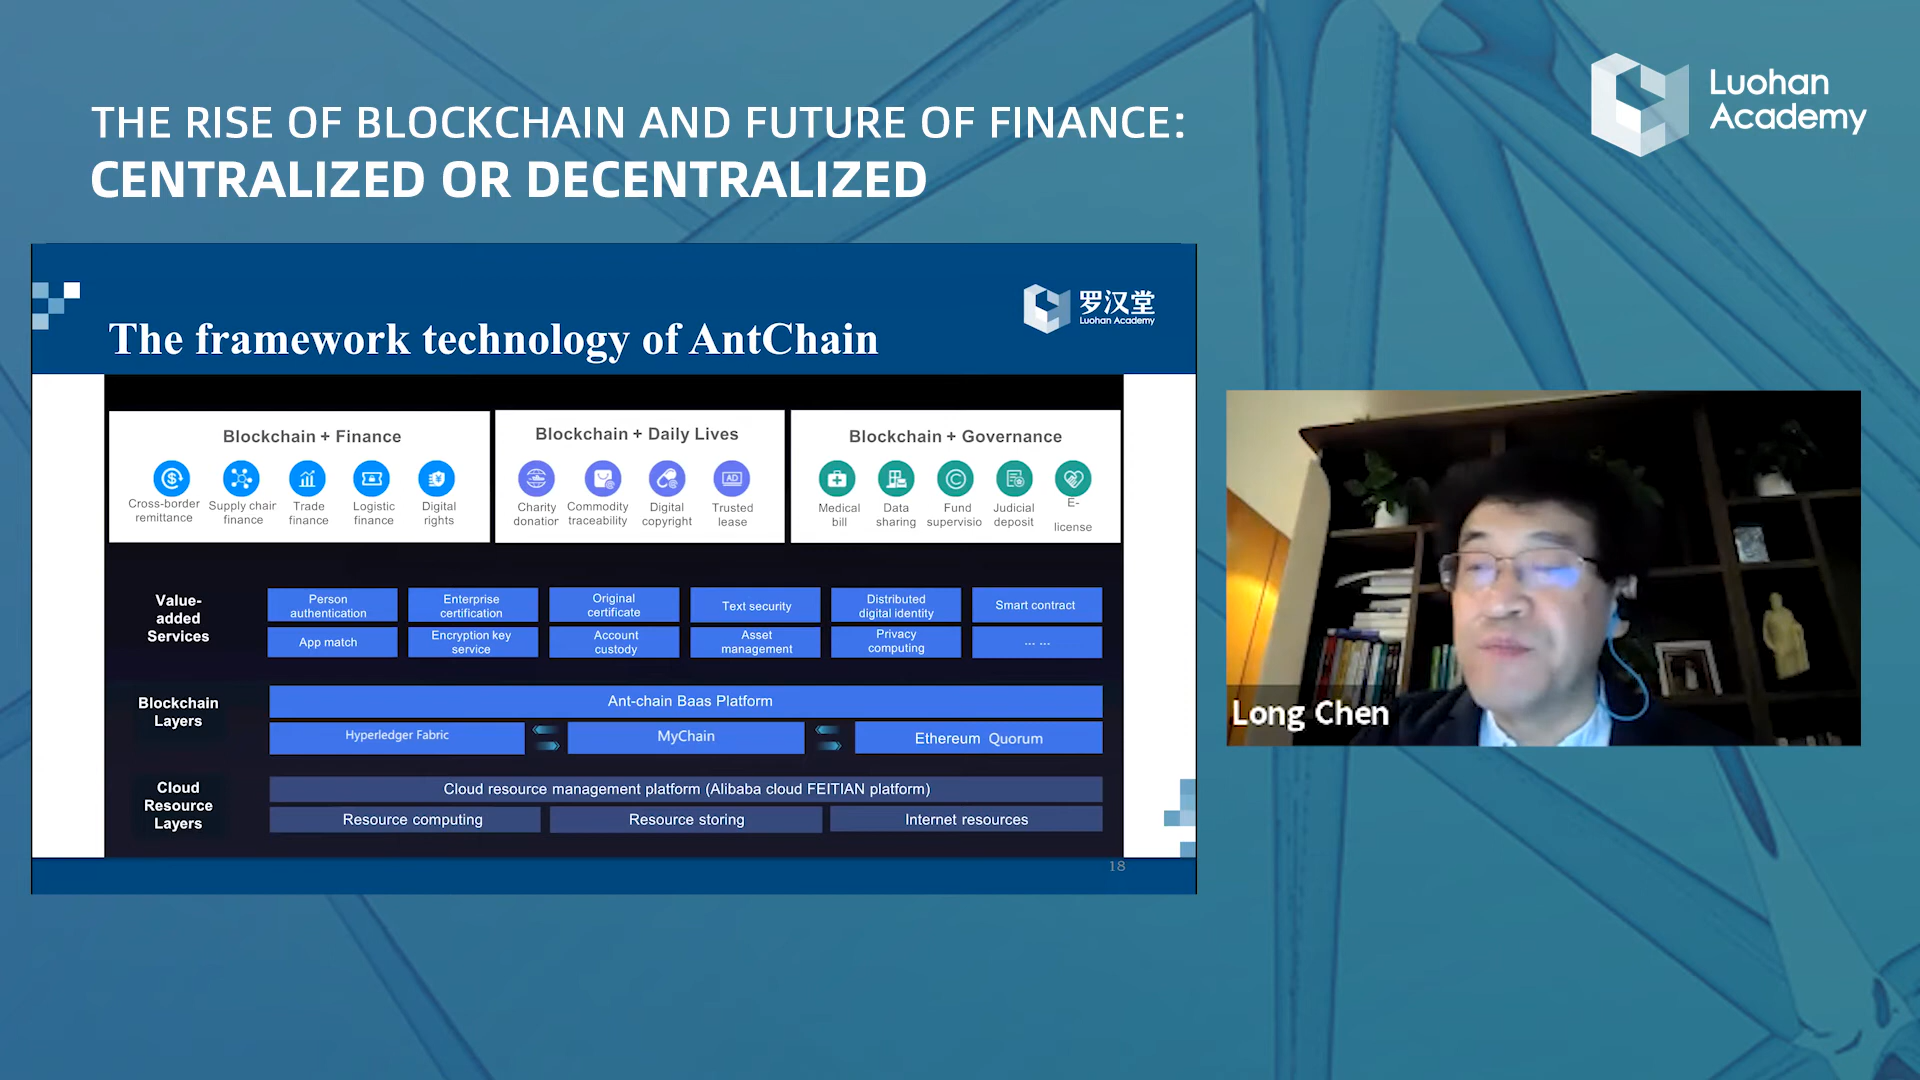 THE RISE OF BLOCKCHAIN AND FUTURE OF FINANCE:
CENTRALIZED OR DECENTRALIZED
Luohan
Academy
罗汉堂
Luohan Academy
The framework technology of AntChain
Blockchain + Finance
Cross-border
remittance
Supply chain
finance
Trade
finance
Logistic
finance
Digital
rights
Blockchain + Daily Lives
Charity
donatior
Commodity
traceability
AD
Digital
copyright
Trusted
lease
Blockchain + Governance
Medical
bill
Data
sharing
Fund
supervisio
Judicial
deposit
E-
license
Value-
added
Services
Person
authentication
Enterprise
certification
Original
certificate
Text security
Distributed
digital identity
Smart contract
App match
Encryption key
service
Account
custody
Asset
management
Privacy
computing
... ...
Blockchain
Layers
Ant-chain Baas Platform
Hyperledger Fabric
MyChain
Ethereum Quorum
Cloud
Resource
Layers
Cloud resource management platform (Alibaba cloud FEITIAN platform)
Resource computing
Resource storing
Internet resources
18
Long Chen